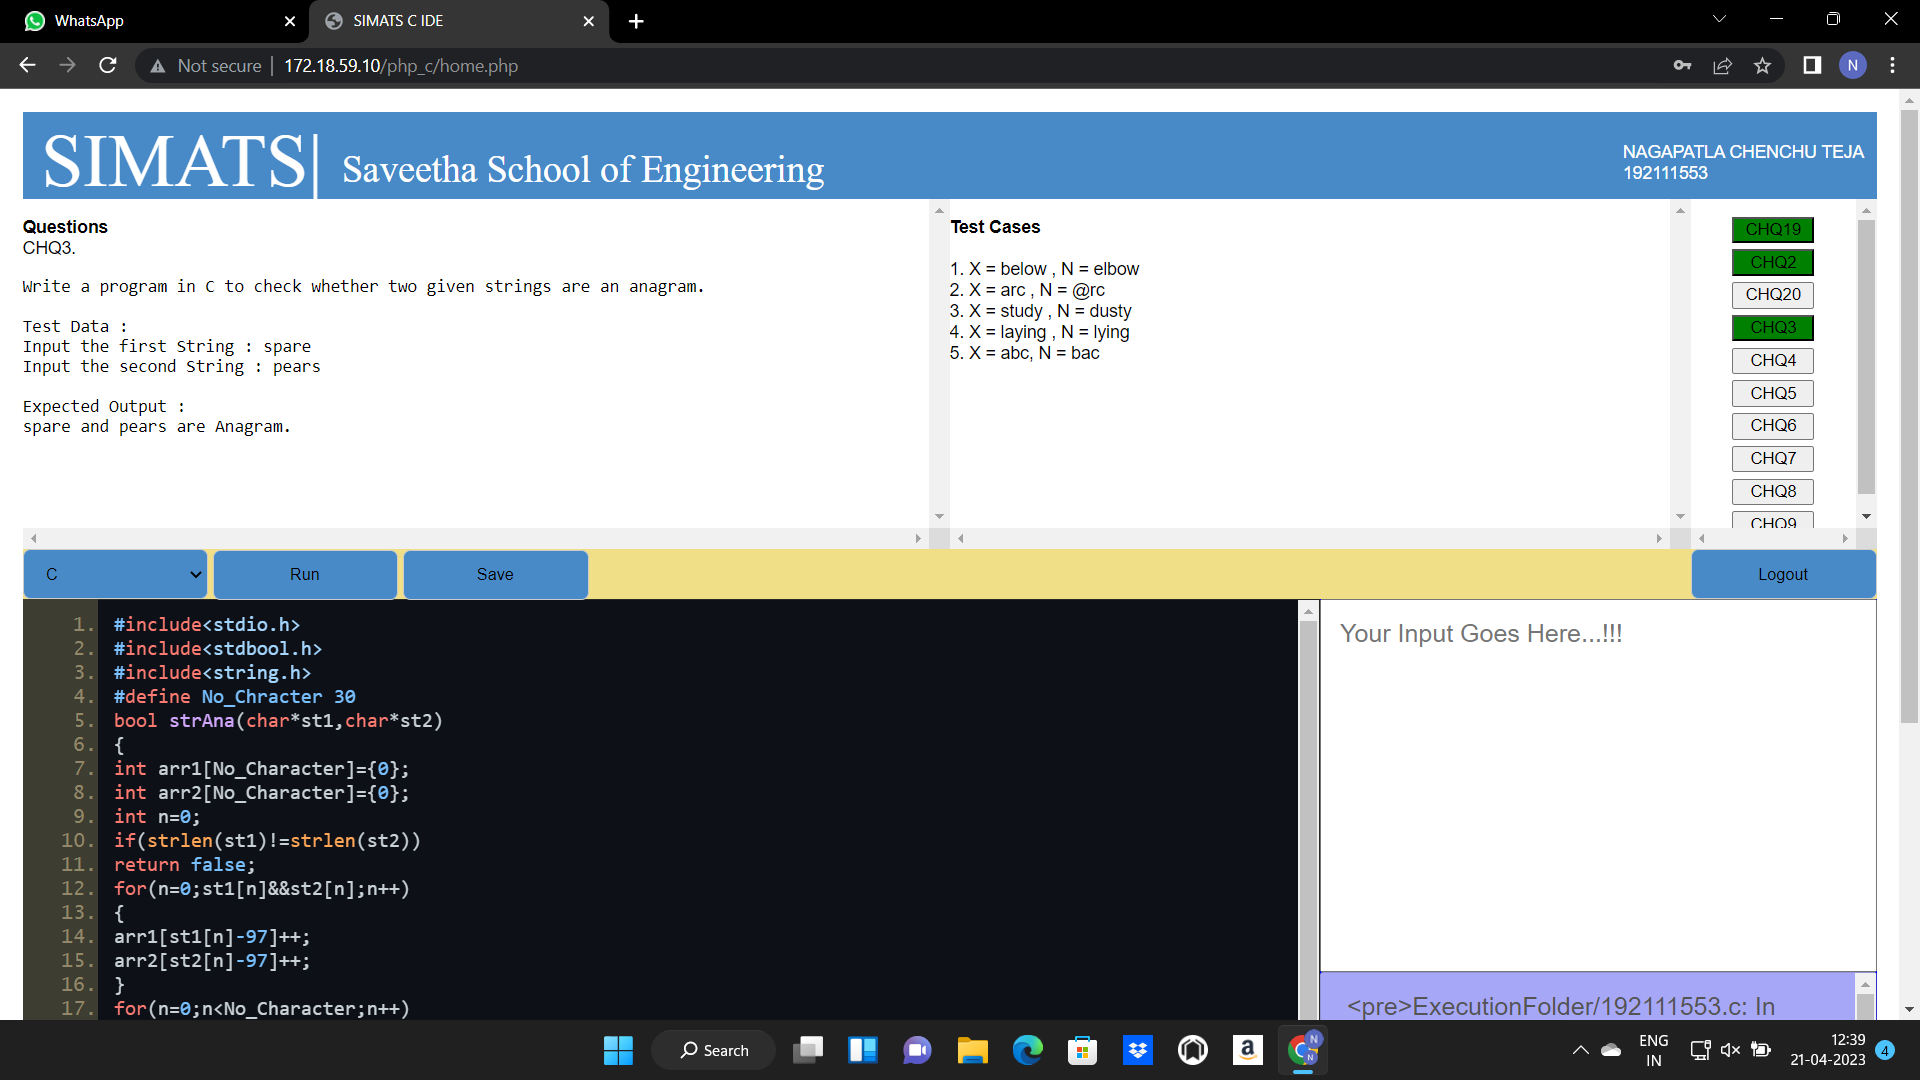 WhatsApp
SIMATS C IDE
Not secure
172.18.59.10/php_c/home.php
N
SIMATS|
Saveetha School of Engineering
NAGAPATLA CHENCHU TEJA
192111553
Questions
CHQ3.
Write a program in C to check whether two given strings are an anagram.
Test Data :
Input the first String : spare
Input the second String : pears
Expected Output :
spare and pears are Anagram.
Test Cases
1. X = below , N = elbow
2. X = arc , N = @rc
3. X = study , N = dusty
4. X = laying , N = lying
5. X = abc, N = bac
CHQ19
CHQ2
CHQ20
CHQ3
CHQ4
CHQ5
CHQ6
CHQ7
CHQ8
CHQ9
C
Run
Save
Logout
1. #include<stdio.h>
2. #include<stdbool.h>
3. #include<string.h>
4. #define No_Chracter 30
5. bool strAna(char*st1,char*st2)
6. {
7. int arr1[No_Character]={0};
8. int arr2[No_Character]={0};
9. int n=0;
10. if(strlen(st1)!=strlen(st2))
11. return false;
12. for(n=0;st1[n]&&st2[n];n++)
13. {
14. arr1[st1[n]-97]++;
15. arr2[st2[n]-97]++;
16. }
17. for(n=0;n<No_Character;n++)
Your Input Goes Here...!!!
<pre>ExecutionFolder/192111553.c: In
Search
a
N
N
ENG
IN
12:39
21-04-2023
4